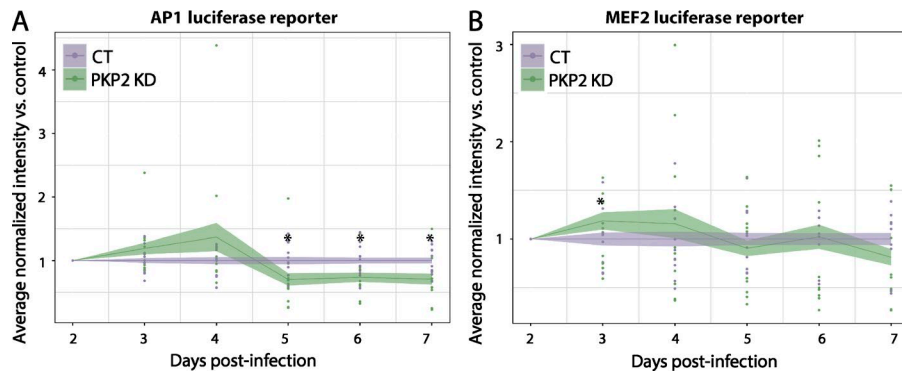 A
AP1 luciferase reporter
Average normalized intensity vs. control
4
3
2
1
CT
PKP2 KD
*
*
*
2 3 4 5 6 7
Days post-infection
B
MEF2 luciferase reporter
Average normalized intensity vs. control
3
2
1
CT
PKP2 KD
*
2 3 4 5 6 7
Days post-infection